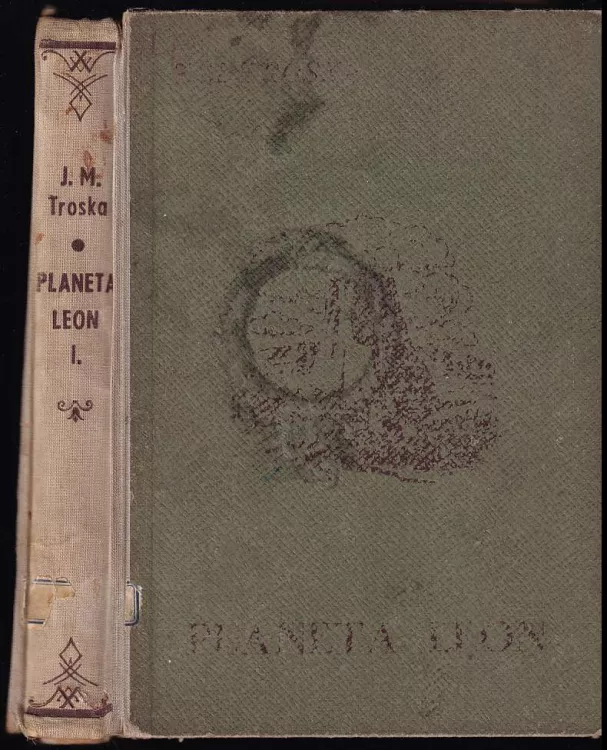 J. M.
Troska
PLANETA
LEON
I.
PLANETA LEON